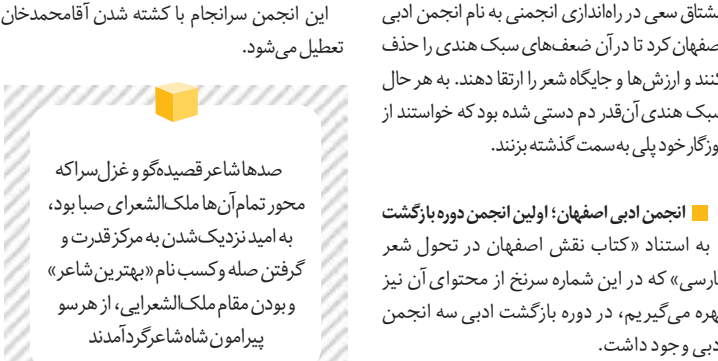 مشتاق سعی در راه‌اندازی انجمنی به نام انجمن ادبی
اصفهان کرد تا در آن ضعف‌های سبک هندی را حذف
کنند و ارزش‌ها و جایگاه شعر را ارتقا دهند. به هر حال
سبک هندی آن‌قدر دم دستی شده بود که خواستند از
روزگار خود پلی به‌سمت گذشته بزنند.
انجمن ادبی اصفهان؛ اولین انجمن دوره بازگشت
به استناد «کتاب نقش اصفهان در تحول شعر
فارسی» که در این شماره سرنخ از محتوای آن نیز
بهره می‌گیریم، در دوره بازگشت ادبی سه انجمن
ادبی وجود داشت.
این انجمن سرانجام با کشته شدن آقامحمدخان
تعطیل می‌شود.
صدها شاعر قصیده‌گو و غزل‌سرا که
محور تمام آن‌ها ملک‌الشعرای صبا بود،
به امید نزدیک‌شدن به مرکز قدرت و
گرفتن صله و کسب نام «بهترین شاعر»
و بودن مقام ملک‌الشعرایی، از هرسو
پیرامون شاه شاعر گرد آمدند